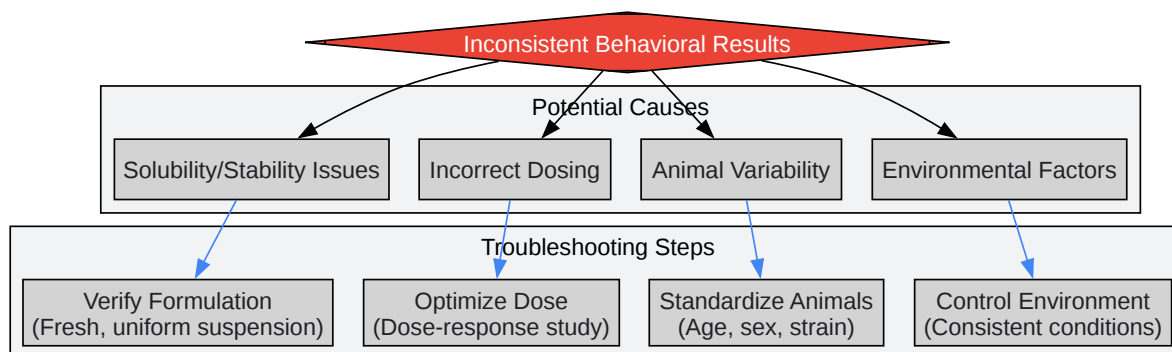 Inconsistent Behavioral Results
Potential Causes
Solubility/Stability Issues
Incorrect Dosing
Animal Variability
Environmental Factors
Troubleshooting Steps
Verify Formulation
(Fresh, uniform suspension)
Optimize Dose
(Dose-response study)
Standardize Animals
(Age, sex, strain)
Control Environment
(Consistent conditions)